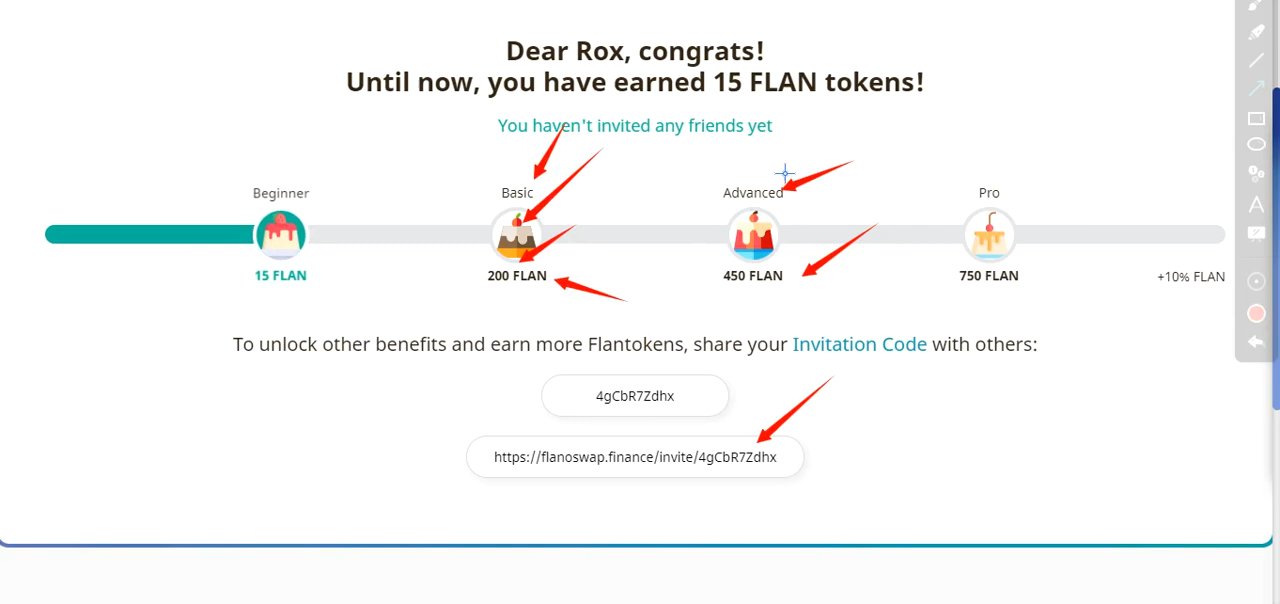 Dear Rox, congrats!
Until now, you have earned 15 FLAN tokens!
You haven't invited any friends yet
Beginner
Basic
Advanced
Pro
15 FLAN
200 FLAN
450 FLAN
750 FLAN
+10% FLAN
To unlock other benefits and earn more Flantokens, share your Invitation Code with others:
4gCbR7Zdhx
https://flanoswap.finance/invite/4gCbR7Zdhx